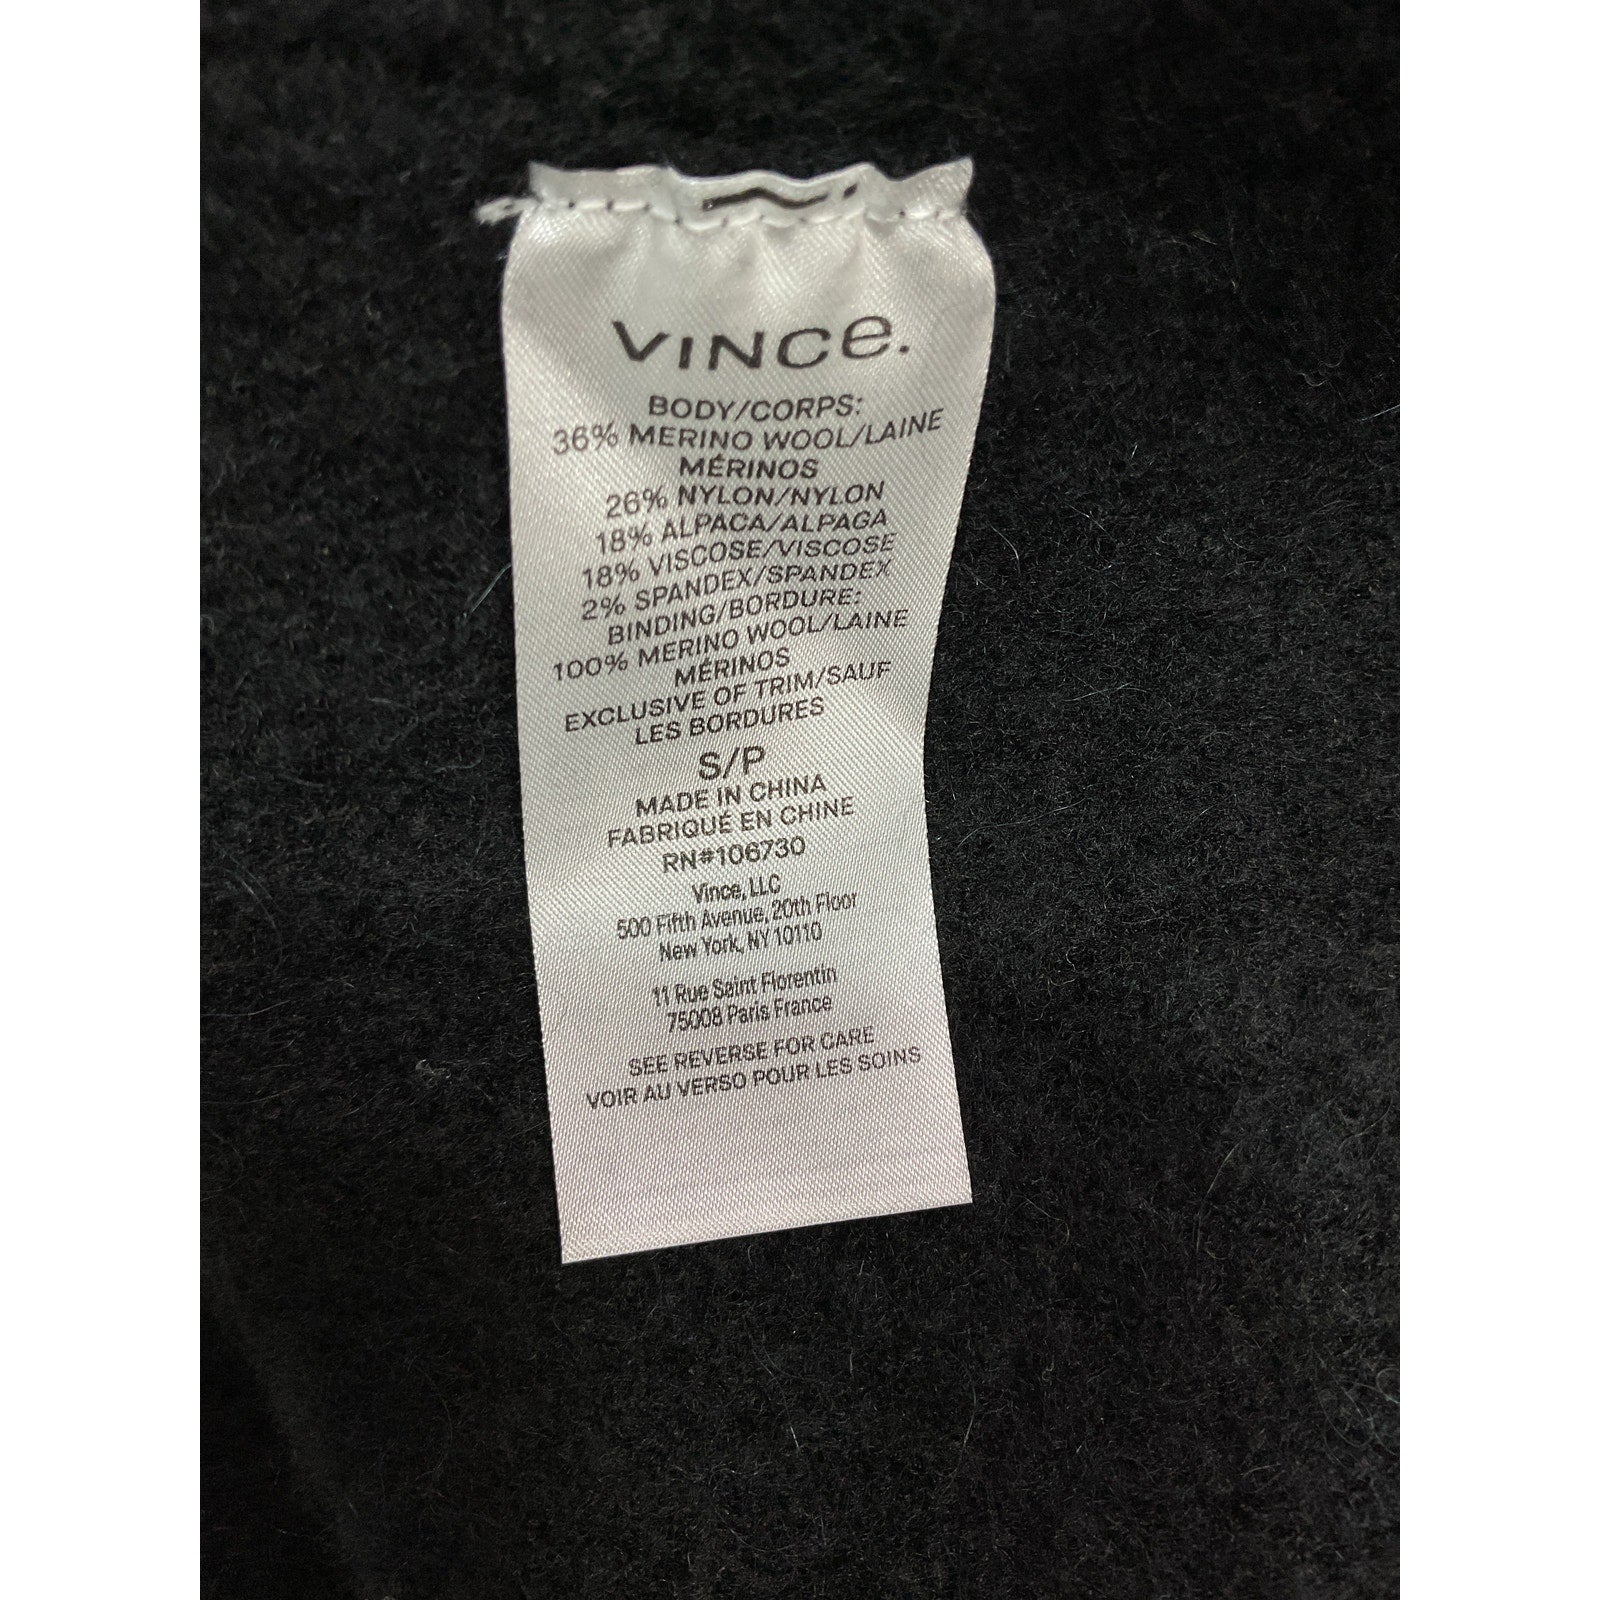 VINCe.
BODY/CORPS:
36% MERINO WOOL/LAINE
MÉRINOS
26% NYLON/NYLON
18% ALPACA/ALPAGA
18% VISCOSE/VISCOSE
2% SPANDEX/SPANDEX
BINDING/BORDURE:
100% MERINO WOOL/LAINE
MÉRINOS
EXCLUSIVE OF TRIM/SAUF
LES BORDURES
S/P
MADE IN CHINA
FABRIQUÉ EN CHINE
RN#106730
Vince, LLC
500 Fifth Avenue, 20th Floor
New York, NY 10110
11 Rue Saint Florentin
75008 Paris France
SEE REVERSE FOR CARE
VOIR AU VERSO POUR LES SOINS